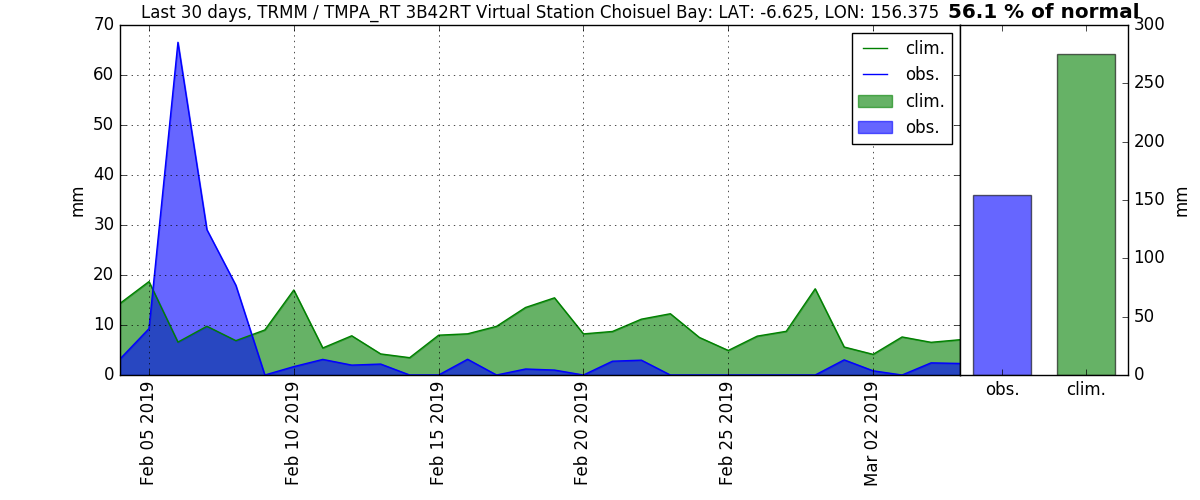 Last 30 days, TRMM / TMPA_RT 3B42RT Virtual Station Choisuel Bay: LAT: -6.625, LON: 156.375
56.1 % of normal
70
60
50
40
30
20
10
0
mm
clim.
obs.
clim.
obs.
Feb 05 2019
Feb 10 2019
Feb 15 2019
Feb 20 2019
Feb 25 2019
Mar 02 2019
300
250
200
150
100
50
0
mm
obs.
clim.